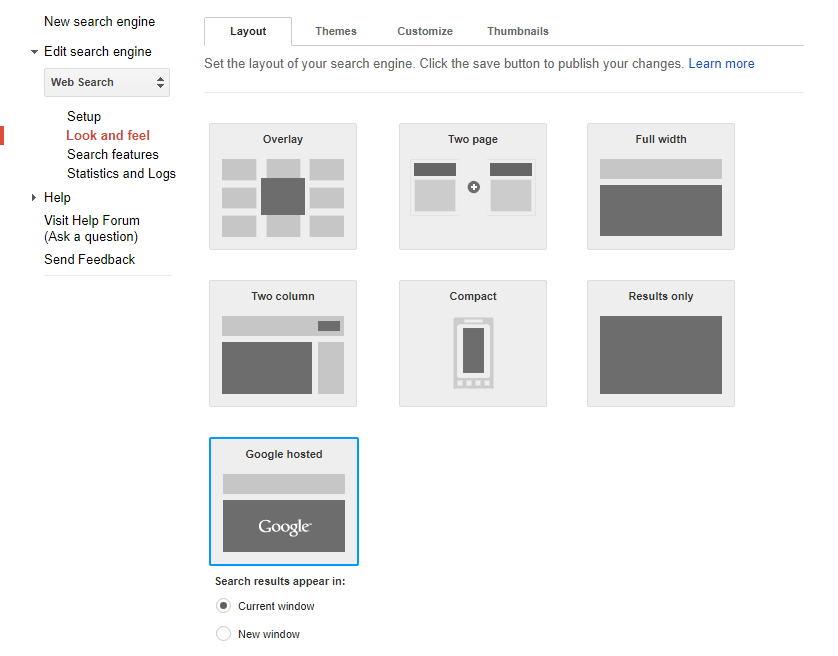 New search engine
Edit search engine
Web Search
Setup
Look and feel
Search features
Statistics and Logs
Help
Visit Help Forum
(Ask a question)
Send Feedback
Layout Themes Customize Thumbnails
Set the layout of your search engine. Click the save button to publish your changes. Learn more
Overlay Two page Full width
Two column Compact Results only
Google hosted
Google
Search results appear in:
Current window
New window